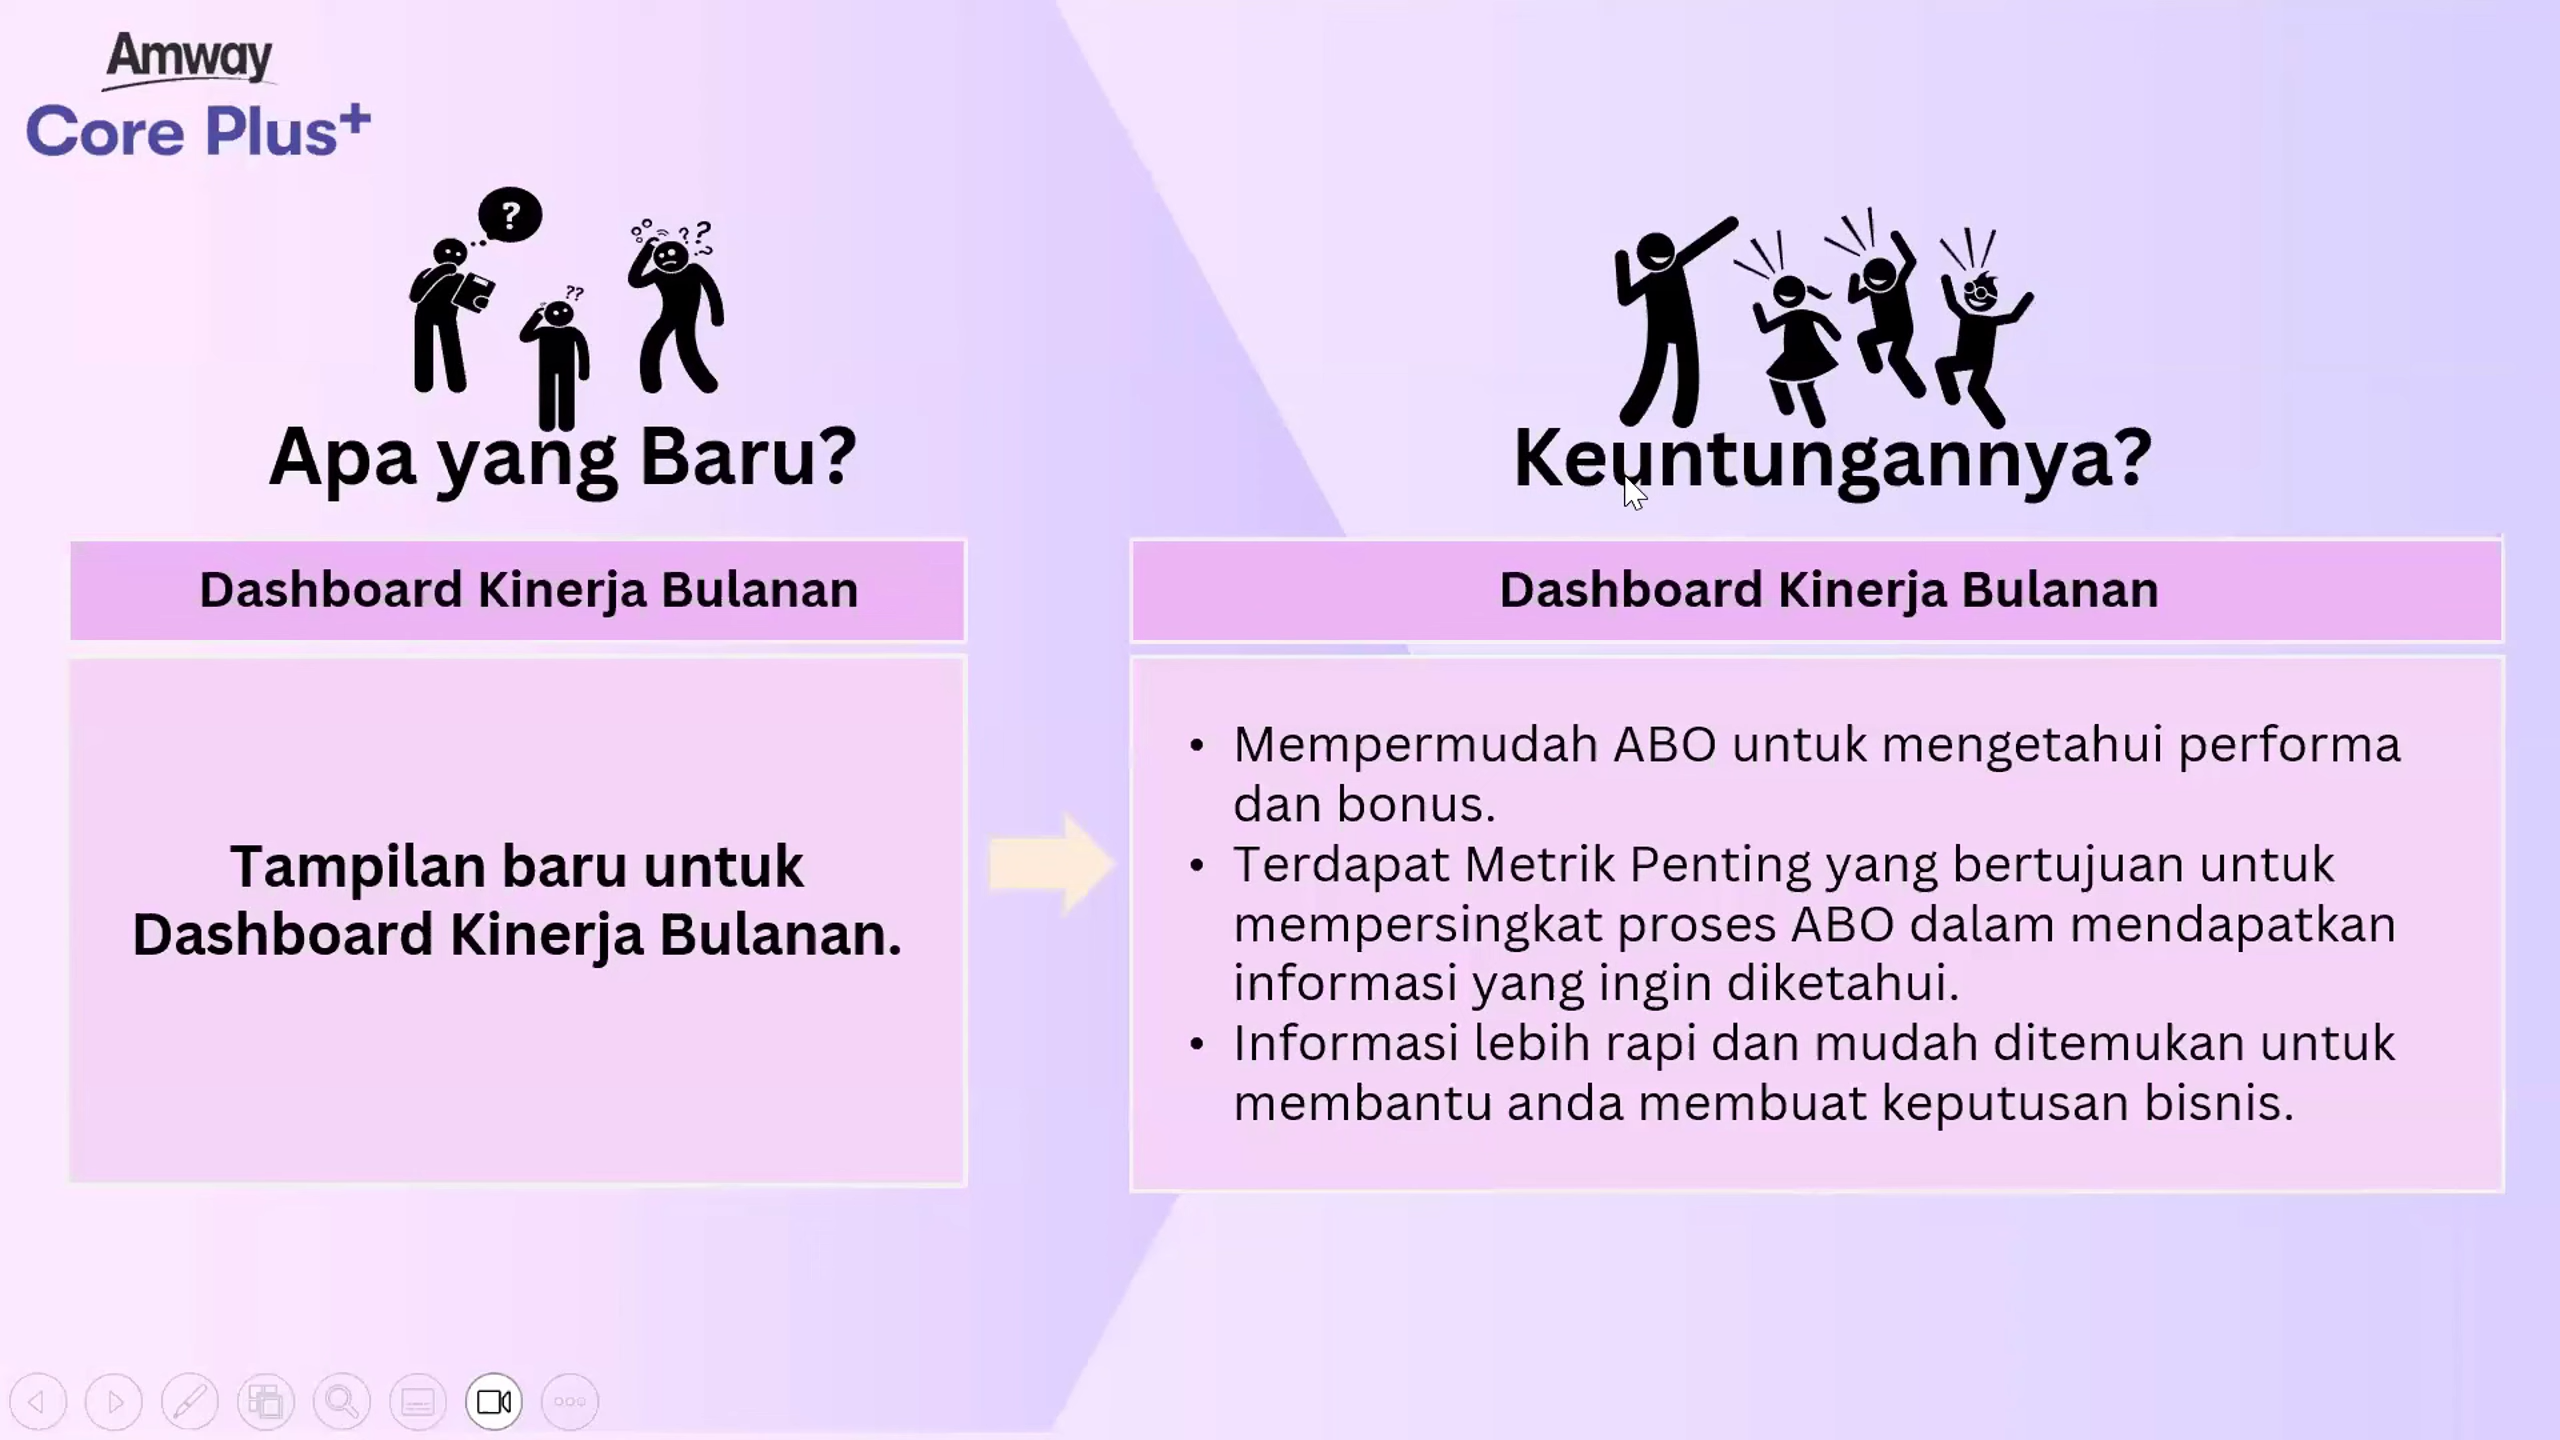 Amway
Core Plus+
?
? ? ?
??
Apa yang Baru?
Keuntungannya?
Dashboard Kinerja Bulanan
Tampilan baru untuk
Dashboard Kinerja Bulanan.
Dashboard Kinerja Bulanan
• Mempermudah ABO untuk mengetahui performa
dan bonus.
• Terdapat Metrik Penting yang bertujuan untuk
mempersingkat proses ABO dalam mendapatkan
informasi yang ingin diketahui.
• Informasi lebih rapi dan mudah ditemukan untuk
membantu anda membuat keputusan bisnis.